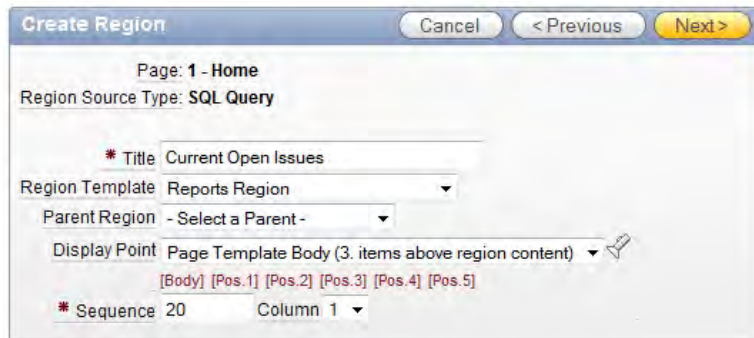 Create Region Cancel < Previous Next >
Page: 1 - Home
Region Source Type: SQL Query
* Title Current Open Issues
Region Template Reports Region
Parent Region - Select a Parent -
Display Point Page Template Body (3. items above region content)
[Body] [Pos.1] [Pos.2] [Pos.3] [Pos.4] [Pos.5]
* Sequence 20 Column 1